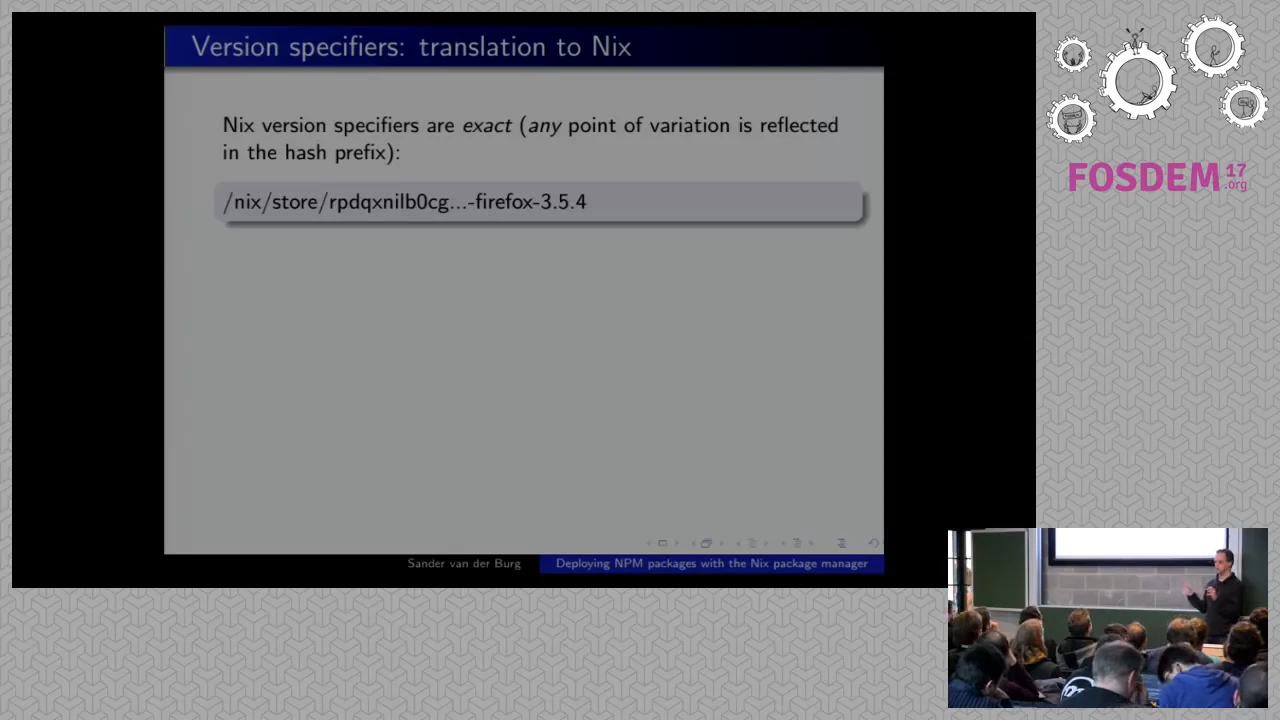 Version specifiers: translation to Nix
Nix version specifiers are exact (any point of variation is reflected
in the hash prefix):
/nix/store/rpdqxnilb0cg...-firefox-3.5.4
Sander van der Burg
Deploying NPM packages with the Nix package manager
FOSDEM 17
.org